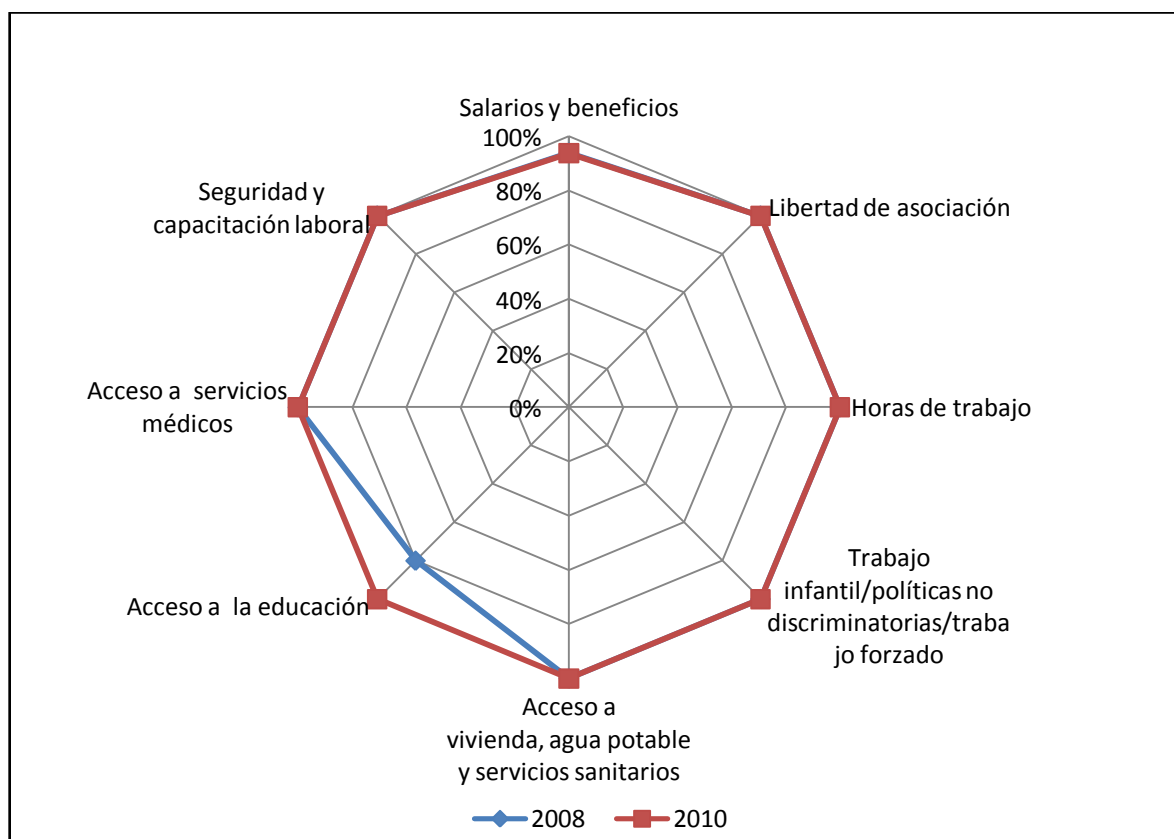 Salarios y beneficios
100%
80%
60%
40%
20%
0%
Libertad de asociación
Horas de trabajo
Trabajo
infantil/políticas no
discriminatorias/traba
jo forzado
Acceso a
vivienda, agua potable
y servicios sanitarios
Acceso a la educación
Acceso a servicios
médicos
Seguridad y
capacitación laboral
2008
2010